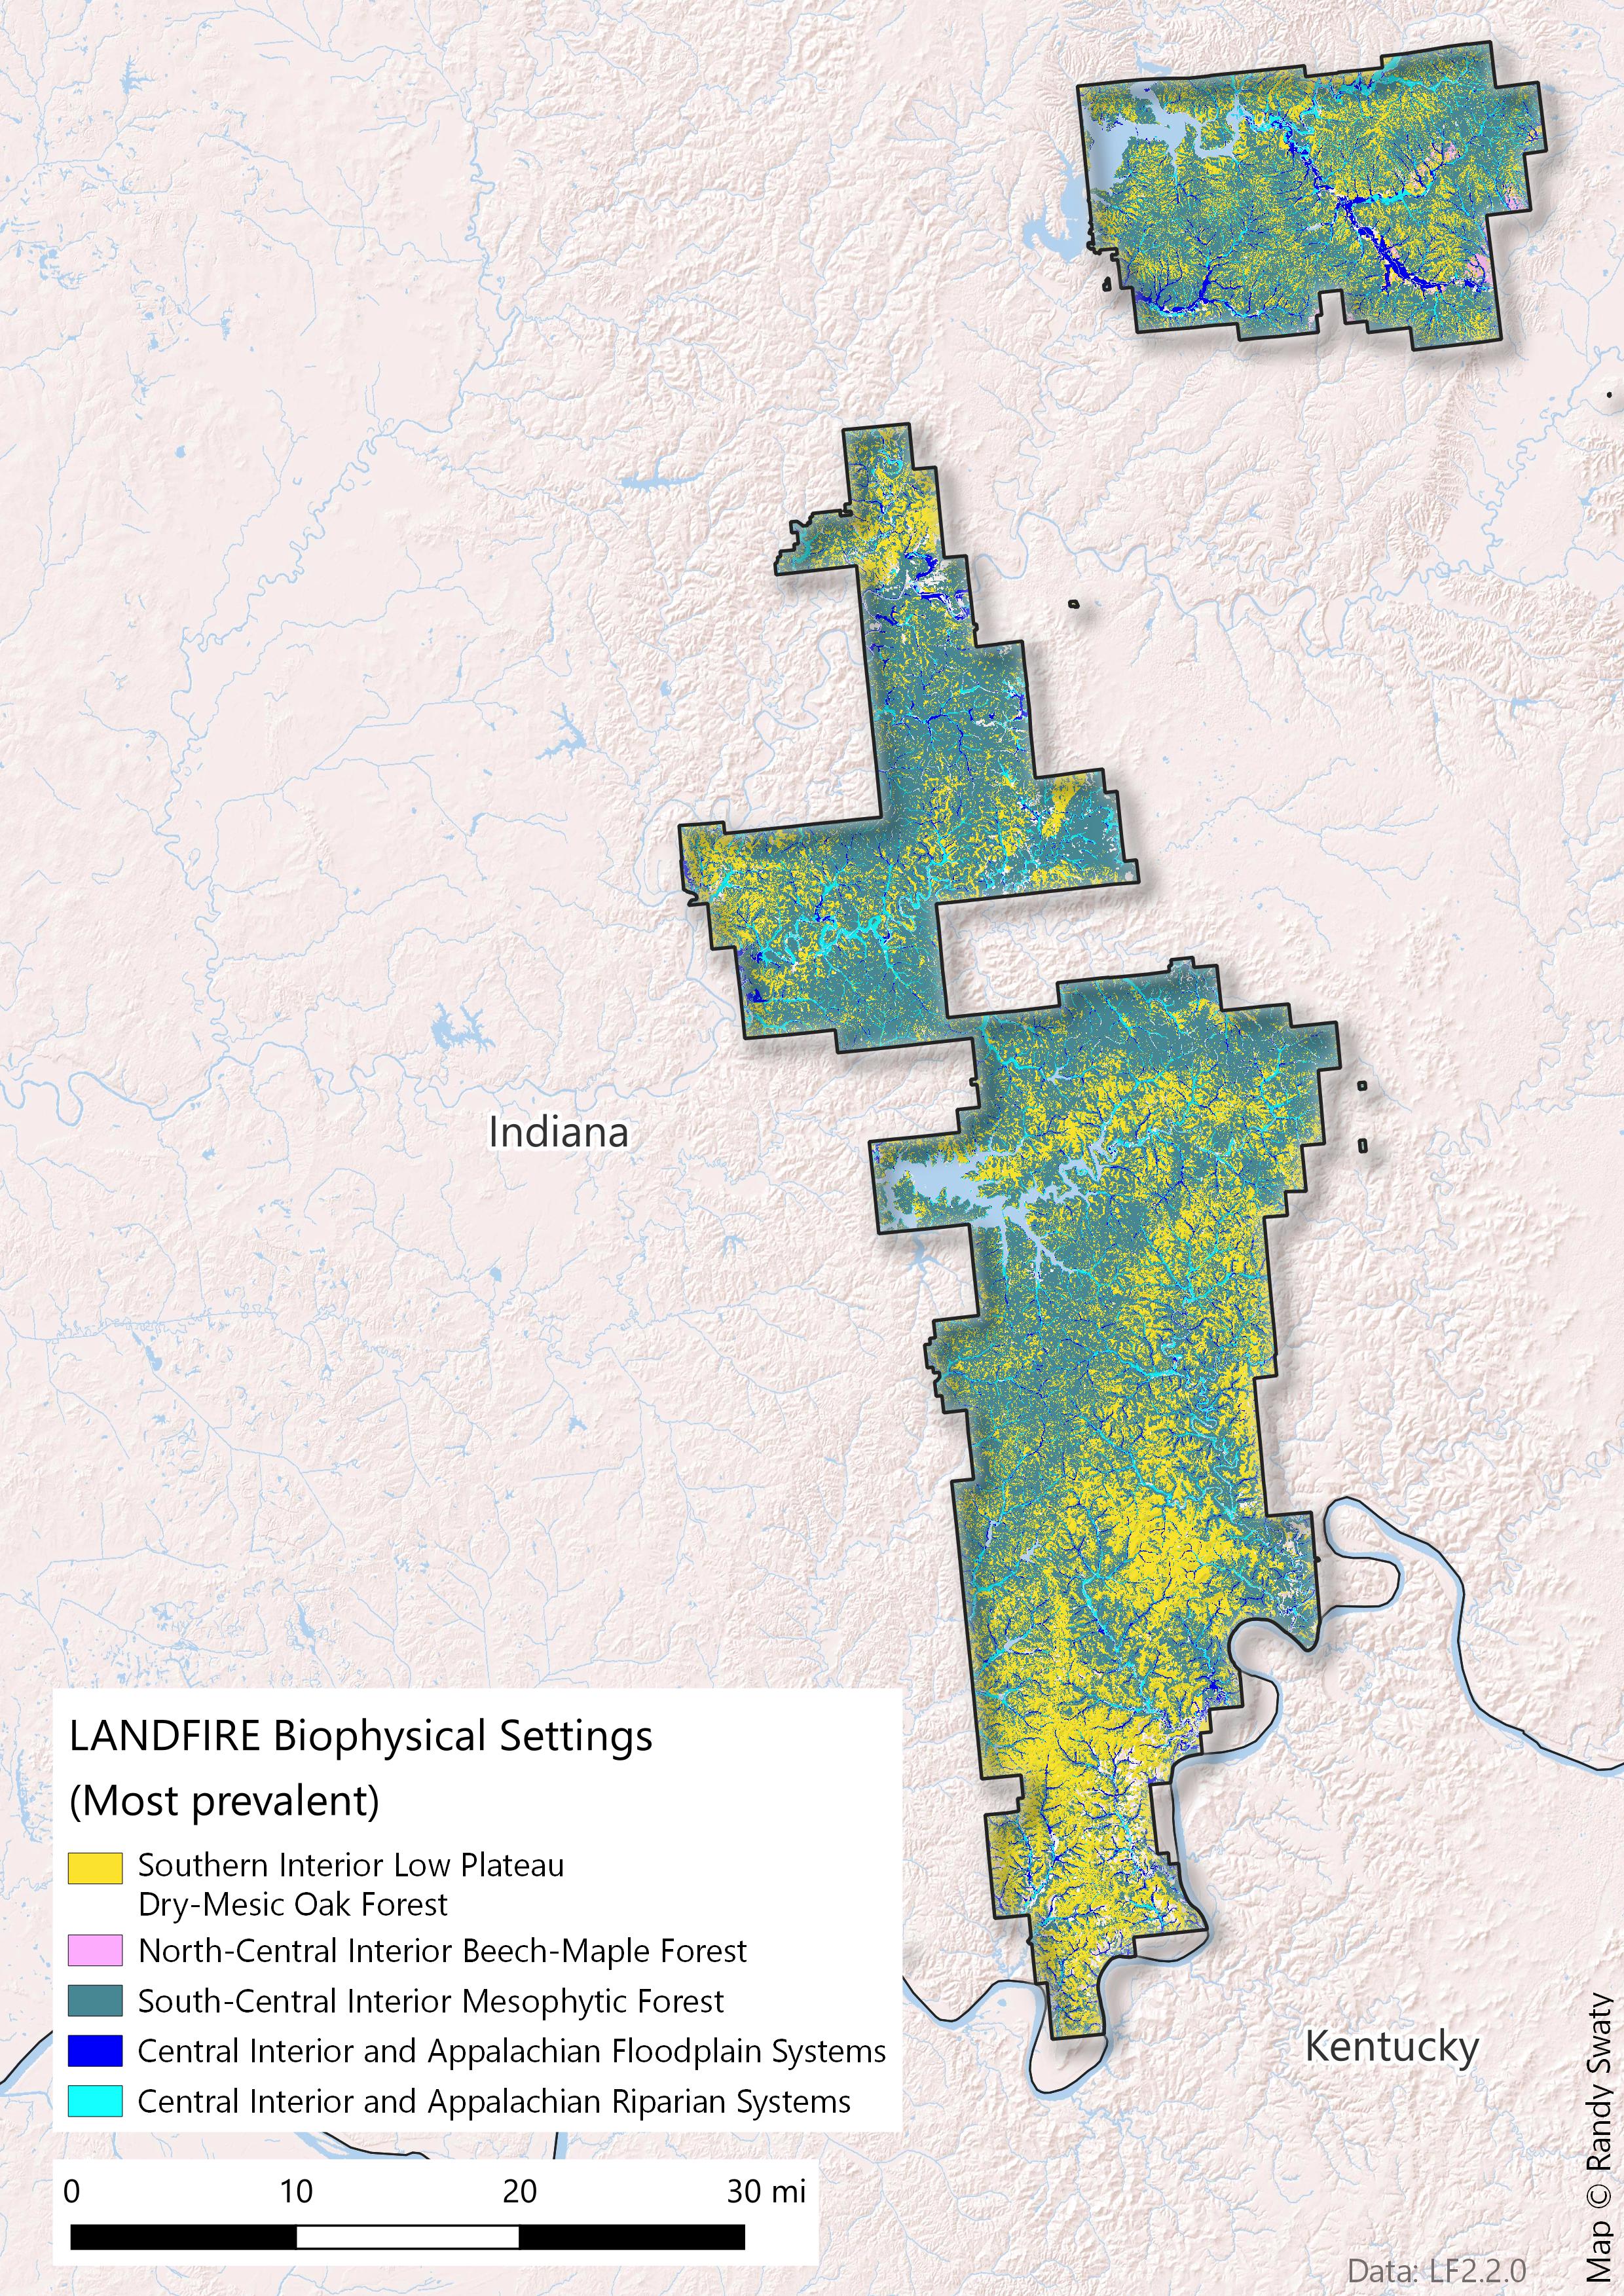 Indiana
LANDFIRE Biophysical Settings
(Most prevalent)
Southern Interior Low Plateau
Dry-Mesic Oak Forest
North-Central Interior Beech-Maple Forest
South-Central Interior Mesophytic Forest
Central Interior and Appalachian Floodplain Systems
Central Interior and Appalachian Riparian Systems
0 10 20 30 mi
Kentucky
Map © Randy Swaty
Data: LF2.2.0